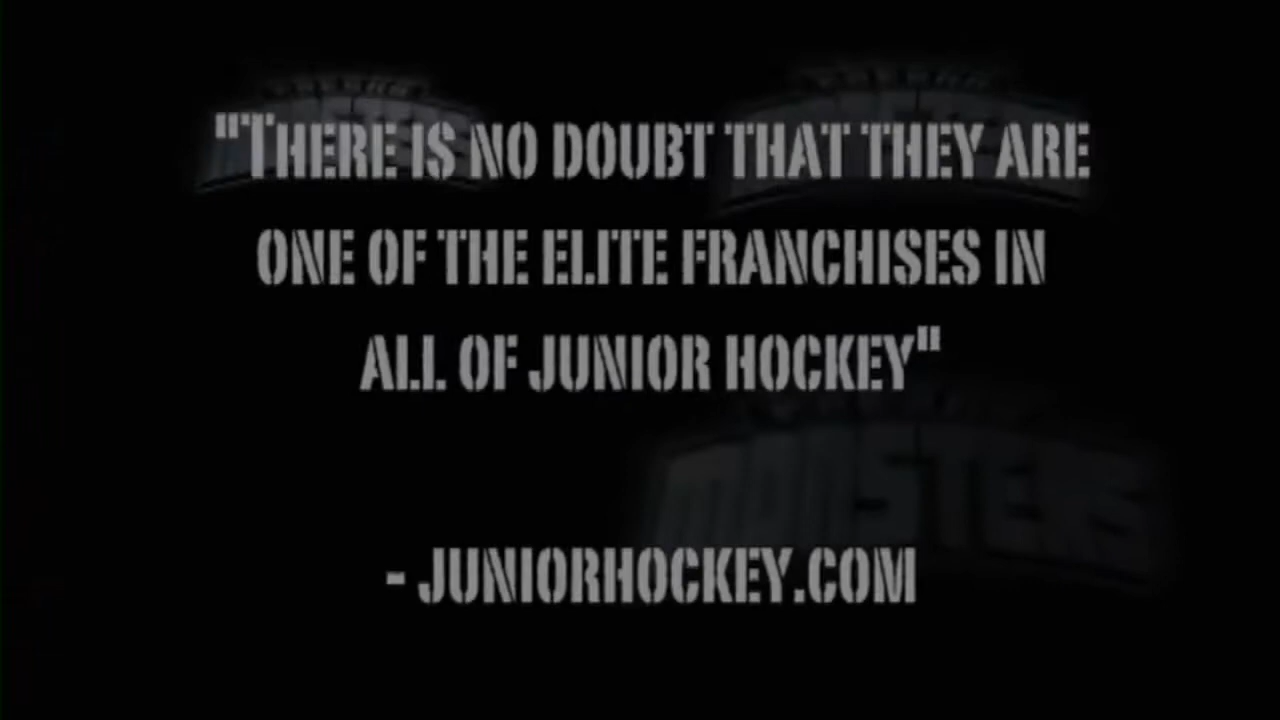 "THERE IS NO DOUBT THAT THEY ARE
ONE OF THE ELITE FRANCHISES IN
ALL OF JUNIOR HOCKEY"
- JUNIORHOCKEY.COM
MONSTERS